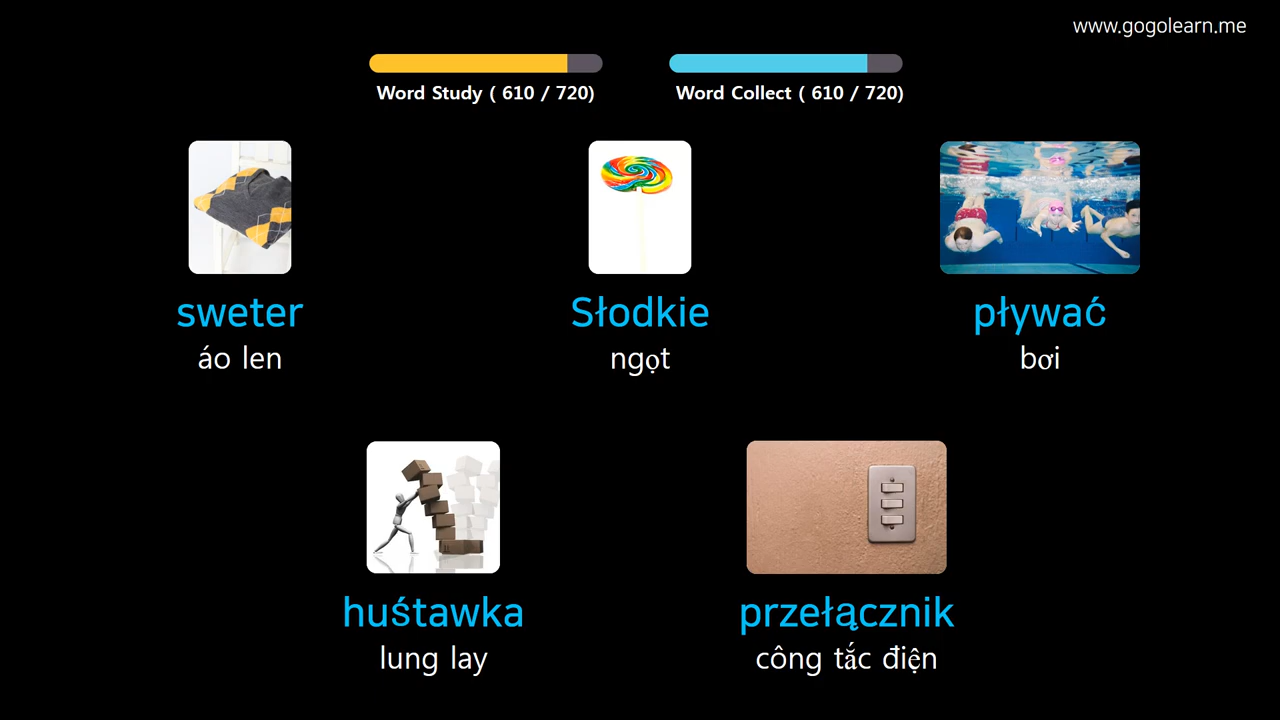 www.gogolearn.me
Word Study ( 610 / 720)
Word Collect ( 610 / 720)
sweter
áo len
Słodkie
ngọt
pływać
bơi
huśtawka
lung lay
przełącznik
công tắc điện